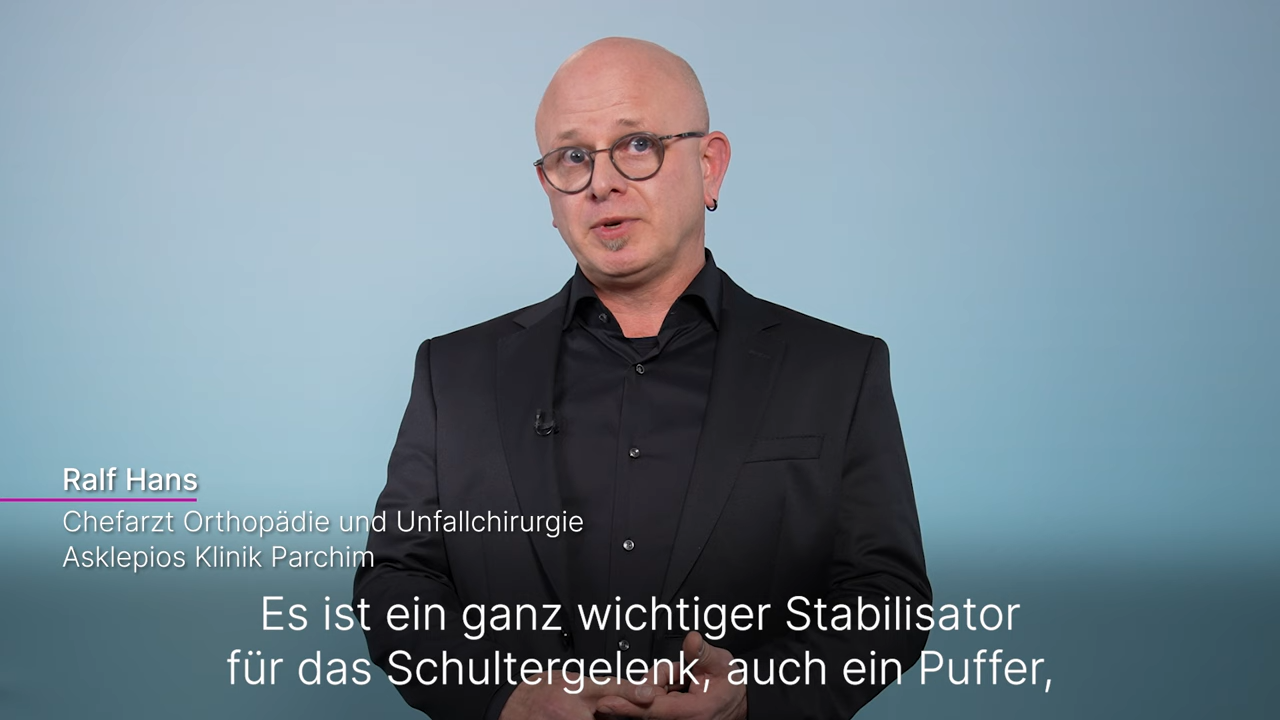 Ralf Hans
Chefarzt Orthopädie und Unfallchirurgie
Asklepios Klinik Parchim
Es ist ein ganz wichtiger Stabilisator
für das Schultergelenk, auch ein Puffer,